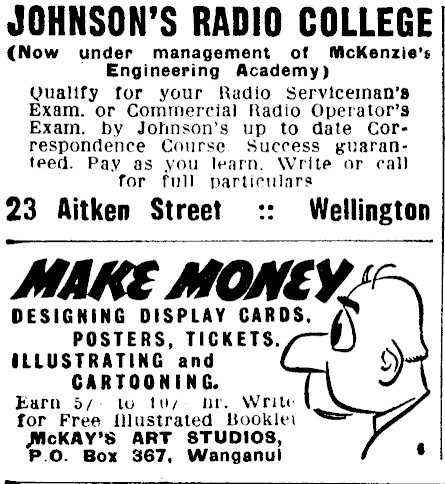 JOHNSON'S RADIO COLLEGE
(Now under management of McKenzie's
Engineering Academy)
Qualify for your Radio Serviceman's
Exam. or Commercial Radio Operator's
Exam. by Johnson's up to date Cor-
respondence Course. Success guaran-
teed. Pay as you learn. Write or call
for full particulars
23 Aitken Street :: Wellington
MAKE MONEY
DESIGNING DISPLAY CARDS,
POSTERS, TICKETS,
ILLUSTRATING and
CARTOONING.
Earn 5/- to 10/- hr. Write
for Free Illustrated Booklet
McKAY'S ART STUDIOS,
P.O. Box 367, Wanganui
6